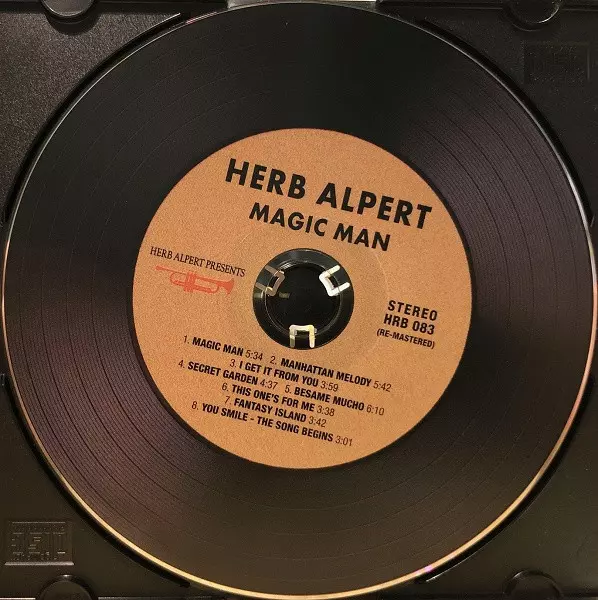 HERB ALPERT
MAGIC MAN
HERB ALPERT PRESENTS
STEREO
HRB 083
(RE-MASTERED)
1. MAGIC MAN 5:34 2. MANHATTAN MELODY 5:42
3. I GET IT FROM YOU 3:59
4. SECRET GARDEN 4:37 5. BESAME MUCHO 6:10
6. THIS ONE'S FOR ME 3:38
7. FANTASY ISLAND 3:42
8. YOU SMILE - THE SONG BEGINS 3:01